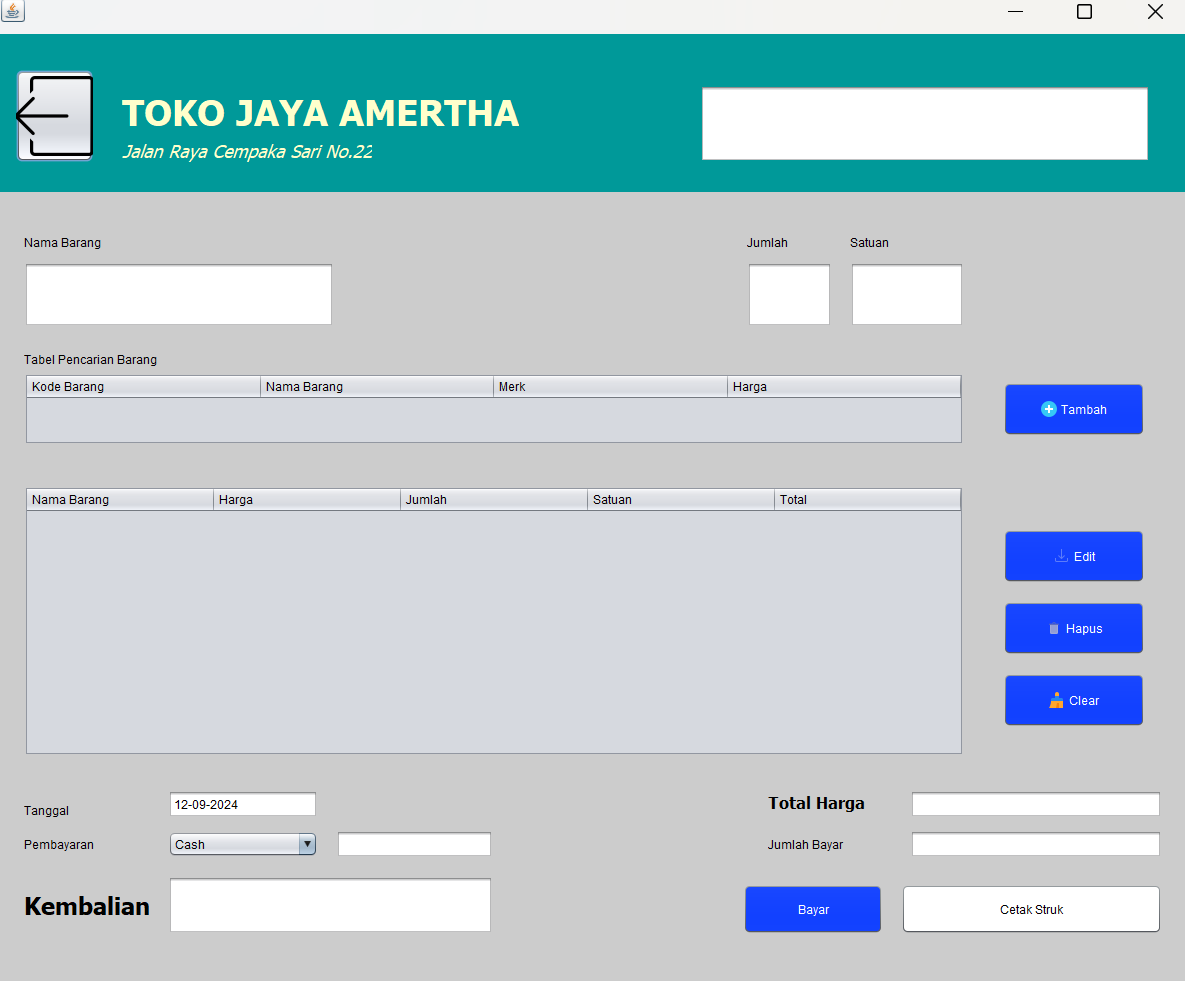 TOKO JAYA AMERTHA
Jalan Raya Cempaka Sari No.22
Nama Barang
Jumlah
Satuan
Tabel Pencarian Barang
Kode Barang
Nama Barang
Merk
Harga
Tambah
Nama Barang
Harga
Jumlah
Satuan
Total
Edit
Hapus
Clear
Tanggal
12-09-2024
Total Harga
Pembayaran
Cash
Jumlah Bayar
Kembalian
Bayar
Cetak Struk